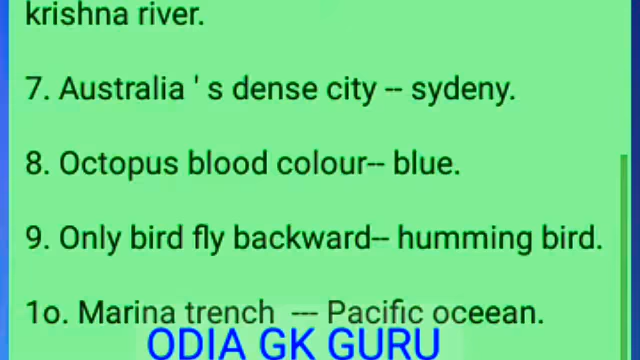 krishna river.
7. Australia ' s dense city -- sydeny.
8. Octopus blood colour-- blue.
9. Only bird fly backward-- humming bird.
1o. Marina trench --- Pacific oceean.
ODIA GK GURU